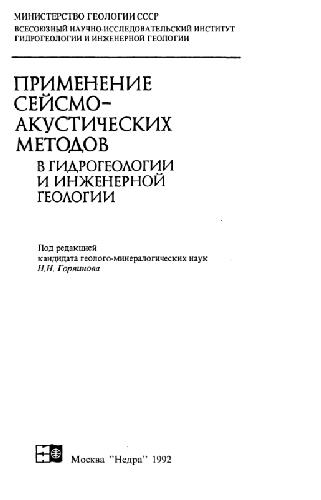 МИНИСТЕРСТВО ГЕОЛОГИИ СССР
ВСЕСОЮЗНЫЙ НАУЧНО-ИССЛЕДОВАТЕЛЬСКИЙ ИНСТИТУТ
ГИДРОГЕОЛОГИИ И ИНЖЕНЕРНОЙ ГЕОЛОГИИ
ПРИМЕНЕНИЕ
СЕЙСМО-
АКУСТИЧЕСКИХ
МЕТОДОВ
В ГИДРОГЕОЛОГИИ
И ИНЖЕНЕРНОЙ
ГЕОЛОГИИ
Под редакцией
кандидата геолого-минералогических наук
Н.Н. Горяинова
Москва "Недра" 1992